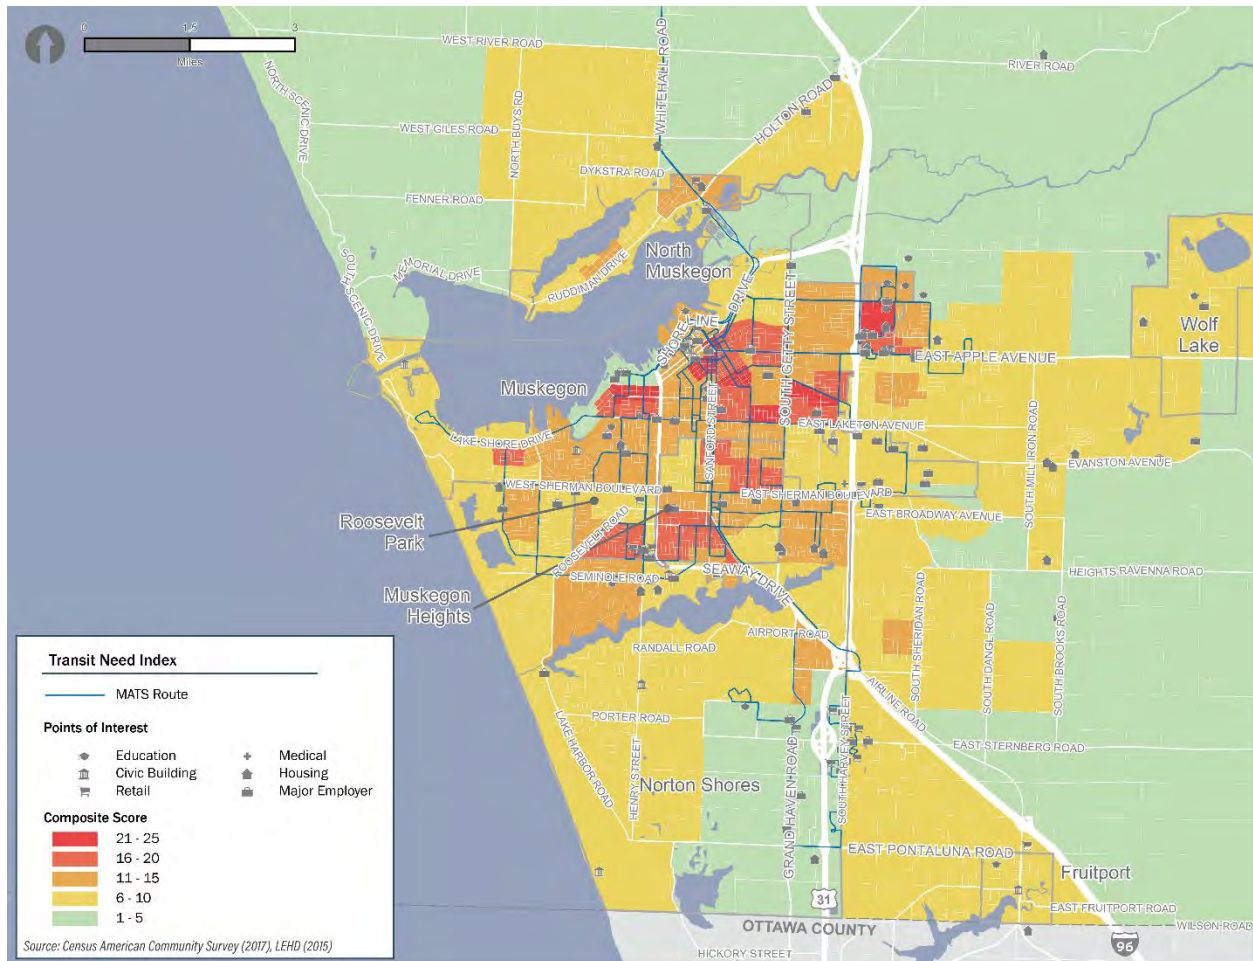 0
1.5
3
Miles
WEST RIVER ROAD
WHITEHALL ROAD
RIVER ROAD
NORTH SCENIC DRIVE
NORTH BUYS RD
HOLTON ROAD
WEST GILES ROAD
DYKSTRA ROAD
FENNER ROAD
North
Muskegon
MEMORIAL DRIVE
SOUTH SCENIC DRIVE
RUDDIMAN DRIVE
SHORELINE DRIVE
SOUTH GETTY STREET
Wolf
Lake
EAST APPLE AVENUE
Muskegon
SANFORD STREET
EAST LAKETON AVENUE
LAKE SHORE DRIVE
SOUTH MILL IRON ROAD
EVANSTON AVENUE
WEST SHERMAN BOULEVARD
EAST SHERMAN BOULEVARD
EAST BROADWAY AVENUE
Roosevelt
Park
ROOSEVELT ROAD
SEMINOLE ROAD
SEAWAY DRIVE
HEIGHTS RAVENNA ROAD
Muskegon
Heights
AIRPORT ROAD
RANDALL ROAD
SOUTH SHERIDAN ROAD
SOUTH DANGL ROAD
SOUTH BROOKS ROAD
AIRLINE ROAD
LAKE HARBOR ROAD
PORTER ROAD
HENRY STREET
EAST STERNBERG ROAD
Norton Shores
GRAND HAVEN ROAD
SOUTH HARVEY STREET
EAST PONTALUNA ROAD
Fruitport
31
EAST FRUITPORT ROAD
OTTAWA COUNTY
WILSON ROAD
HICKORY STREET
96
Transit Need Index
MATS Route
Points of Interest
Education
Medical
Civic Building
Housing
Retail
Major Employer
Composite Score
21 - 25
16 - 20
11 - 15
6 - 10
1 - 5
Source: Census American Community Survey (2017), LEHD (2015)